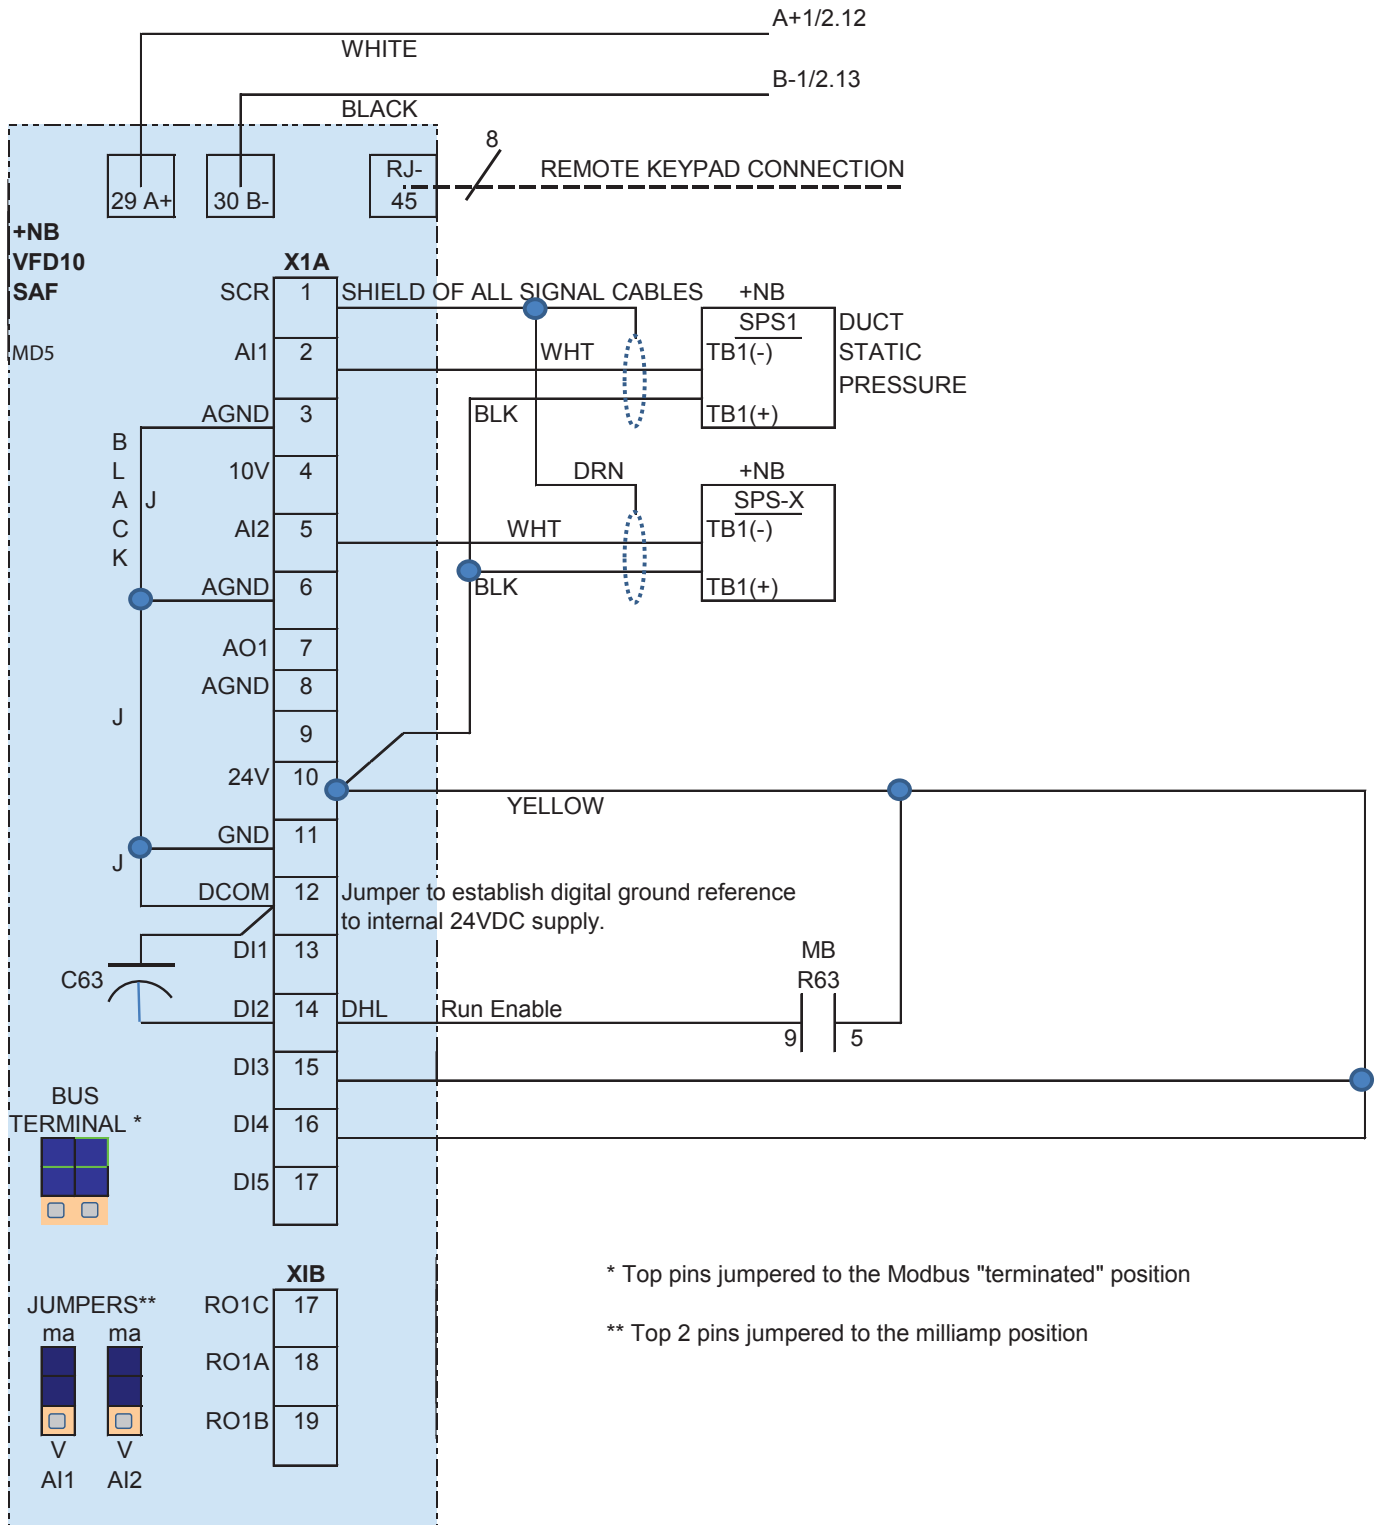 A+1/2.12
WHITE
B-1/2.13
BLACK
8
RJ-
45
REMOTE KEYPAD CONNECTION
29 A+
30 B-
+NB
VFD10
SAF
X1A
SCR 1 SHIELD OF ALL SIGNAL CABLES
+NB
SPS1
DUCT
STATIC
PRESSURE
MD5
AI1 2
WHT
TB1(-)
AGND 3
BLK
TB1(+)
BLACK
J
10V 4
DRN
+NB
SPS-X
AI2 5
WHT
TB1(-)
AGND 6
BLK
TB1(+)
AO1 7
AGND 8
J
9
24V 10
YELLOW
GND 11
J
DCOM 12 Jumper to establish digital ground reference
to internal 24VDC supply.
DI1 13
MB
R63
C63
DI2 14 DHL Run Enable
9 5
DI3 15
BUS
TERMINAL *
DI4 16
DI5 17
XIB
* Top pins jumpered to the Modbus "terminated" position
JUMPERS**
RO1C 17
ma ma
** Top 2 pins jumpered to the milliamp position
RO1A 18
RO1B 19
V V
AI1 AI2